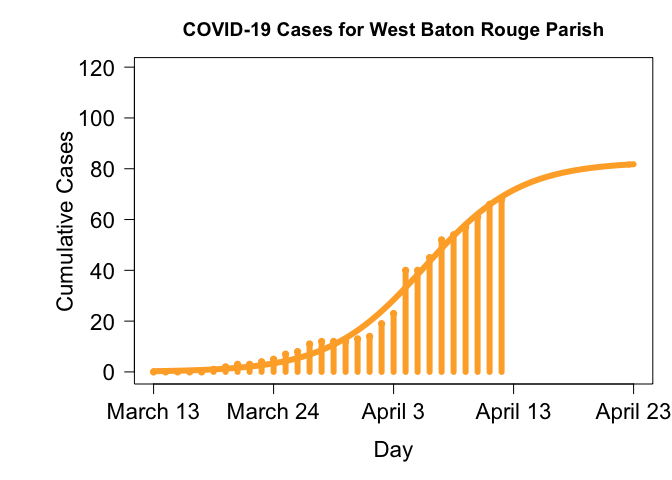 COVID-19 Cases for West Baton Rouge Parish
120
100
80
60
40
20
0
Cumulative Cases
March 13 March 24 April 3 April 13 April 23
Day